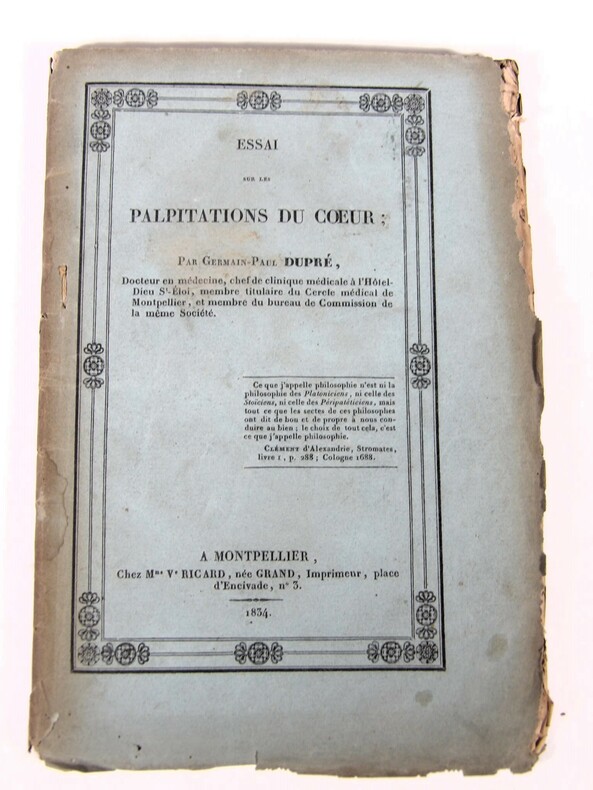 ESSAI
SUR LES
PALPITATIONS DU CŒUR ;
PAR GERMAIN-PAUL DUPRÉ ,
Docteur en médecine, chef de clinique médicale à l'Hôtel-
Dieu St-Éloi, membre titulaire du Cercle médical de
Montpellier , et membre du bureau de Commission de
la même Société.
Ce que j'appelle philosophie n'est ni la
philosophie des Platoniciens , ni celle des
Stoïciens, ni celle des Péripatéticiens, mais
tout ce que les sectes de ces philosophes
ont dit de bon et de propre à nous con-
duire au bien ; le choix de tout cela, c'est
ce que j'appelle philosophie.
CLÉMENT d'Alexandrie, Stromates,
livre 1 , p. 288 ; Cologne 1688.
A MONTPELLIER ,
Chez Mme Ve RICARD , née GRAND , Imprimeur , place
d'Encivade, n° 3.
1834.